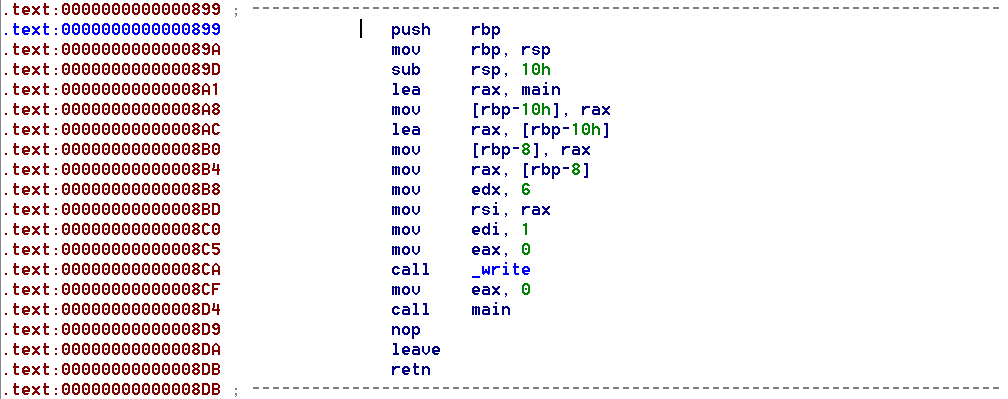 .text:0000000000000899 ; ---------------------------------------------------------------------------
.text:0000000000000899 push rbp
.text:000000000000089A mov rbp, rsp
.text:000000000000089D sub rsp, 10h
.text:00000000000008A1 lea rax, main
.text:00000000000008A8 mov [rbp-10h], rax
.text:00000000000008AC lea rax, [rbp-10h]
.text:00000000000008B0 mov [rbp-8], rax
.text:00000000000008B4 mov rax, [rbp-8]
.text:00000000000008B8 mov edx, 6
.text:00000000000008BD mov rsi, rax
.text:00000000000008C0 mov edi, 1
.text:00000000000008C5 mov eax, 0
.text:00000000000008CA call _write
.text:00000000000008CF mov eax, 0
.text:00000000000008D4 call main
.text:00000000000008D9 nop
.text:00000000000008DA leave
.text:00000000000008DB retn
.text:00000000000008DB ; ---------------------------------------------------------------------------